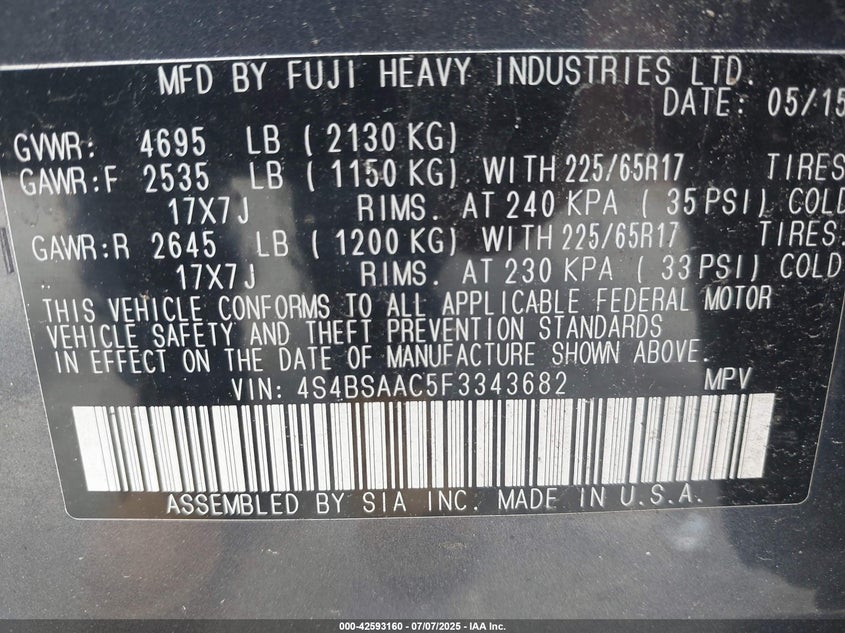 MFD BY FUJI HEAVY INDUSTRIES LTD.
DATE: 05/15
GVWR: 4695 LB ( 2130 KG)
GAWR:F 2535 LB ( 1150 KG) WITH 225/65R17 TIRES
17X7J RIMS. AT 240 KPA ( 35 PSI) COLD
GAWR:R 2645 LB ( 1200 KG) WITH 225/65R17 TIRES.
17X7J RIMS. AT 230 KPA ( 33 PSI) COLD
THIS VEHICLE CONFORMS TO ALL APPLICABLE FEDERAL MOTOR
VEHICLE SAFETY AND THEFT PREVENTION STANDARDS
IN EFFECT ON THE DATE OF MANUFACTURE SHOWN ABOVE.
VIN: 4S4BSAAC5F3343682 MPV
ASSEMBLED BY SIA INC. MADE IN U.S.A.
000-42593160 - 07/07/2025 - IAA Inc.